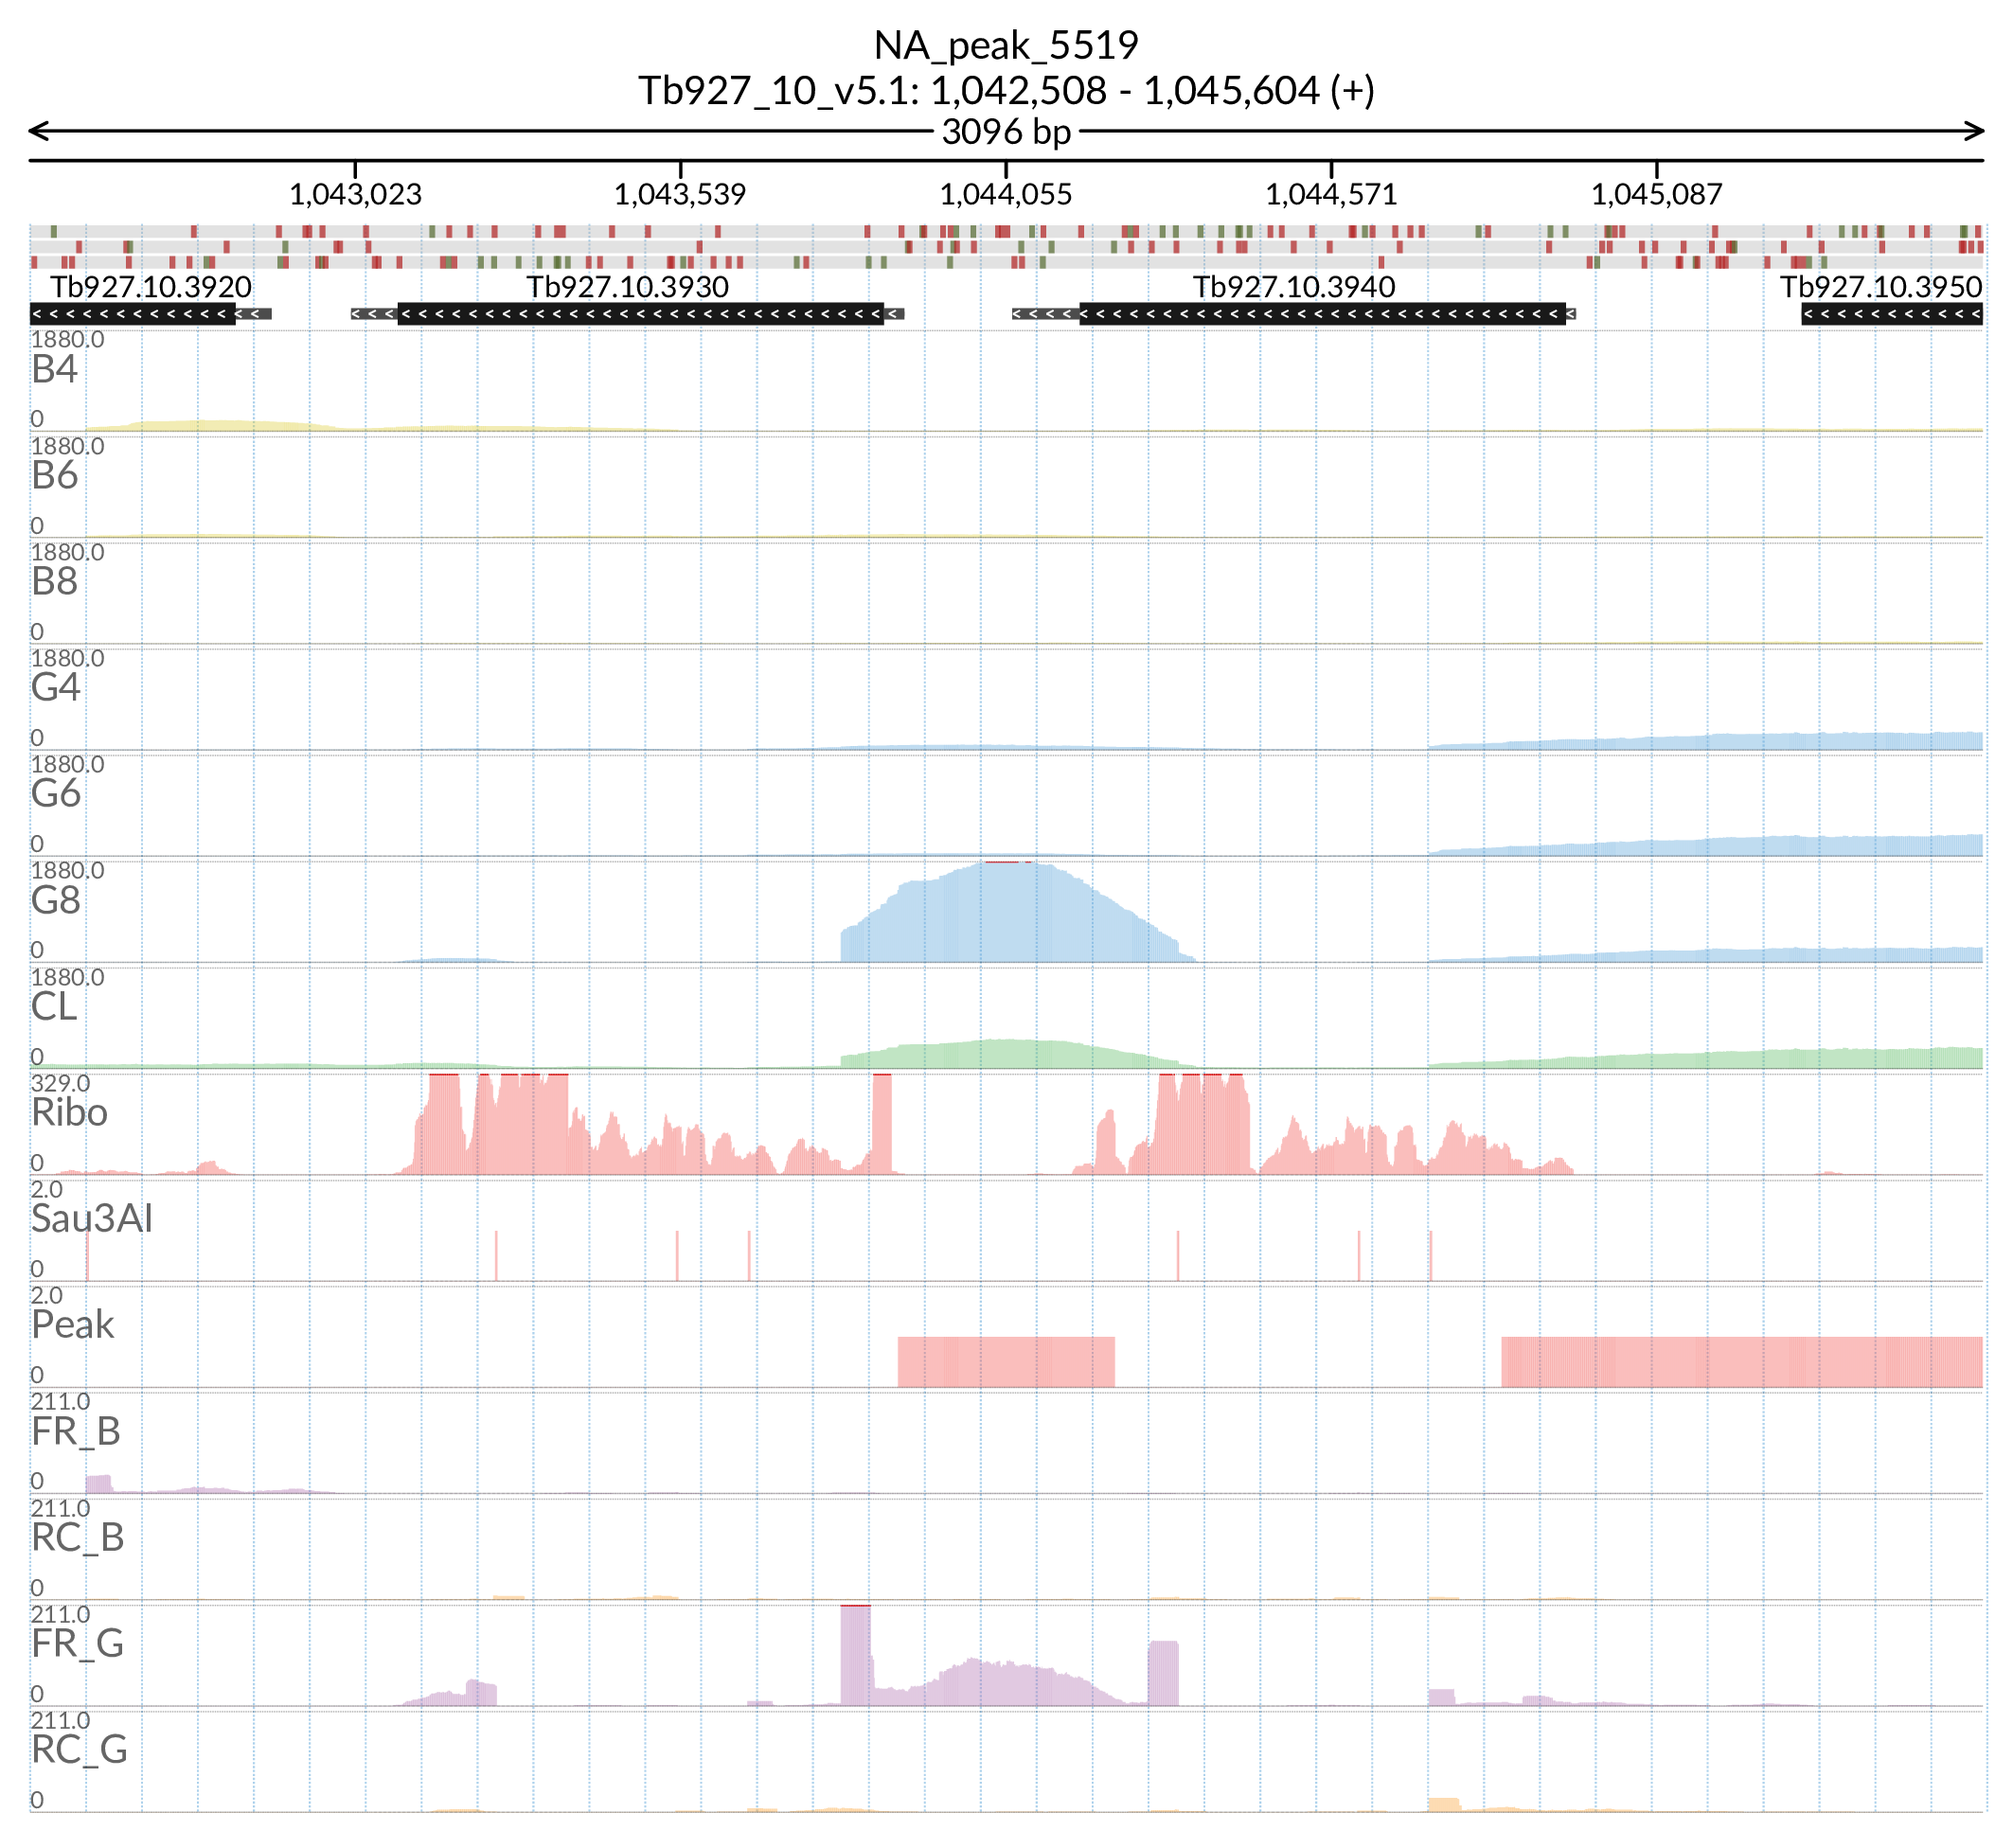 NA_peak_5519
Tb927_10_v5.1: 1,042,508 - 1,045,604 (+)
3096 bp
1,043,023 1,043,539 1,044,055 1,044,571 1,045,087
Tb927.10.3920 Tb927.10.3930 Tb927.10.3940 Tb927.10.3950
1880.0
B4
0
1880.0
B6
0
1880.0
B8
0
1880.0
G4
0
1880.0
G6
0
1880.0
G8
0
1880.0
CL
0
329.0
Ribo
0
2.0
Sau3AI
0
2.0
Peak
0
211.0
FR_B
0
211.0
RC_B
0
211.0
FR_G
0
211.0
RC_G
0